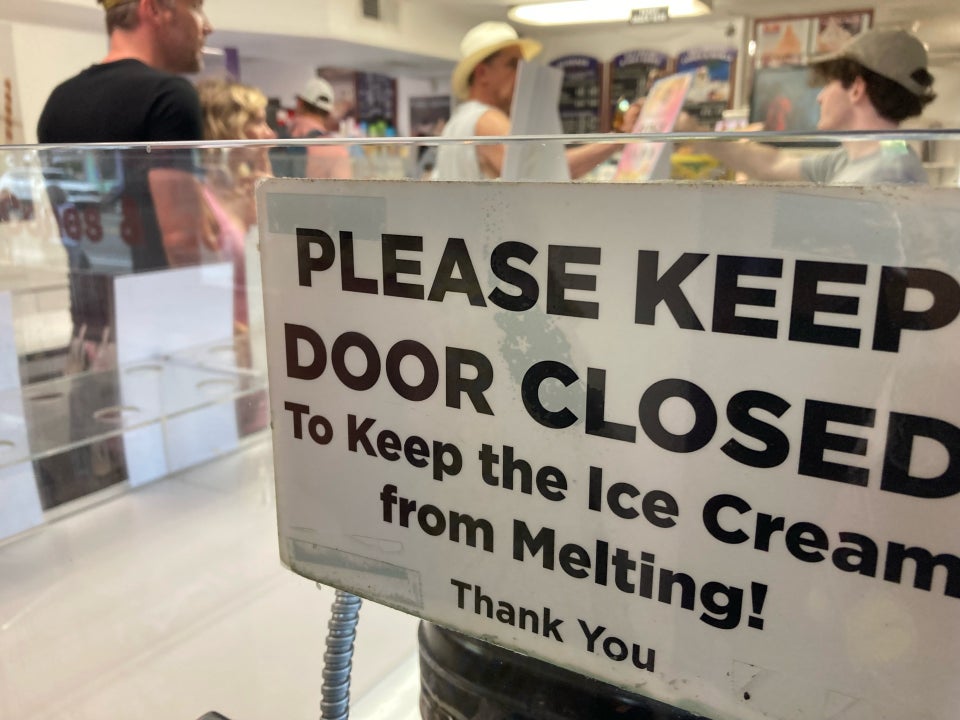 PLEASE KEEP
DOOR CLOSED
To Keep the Ice Cream
from Melting!
Thank You